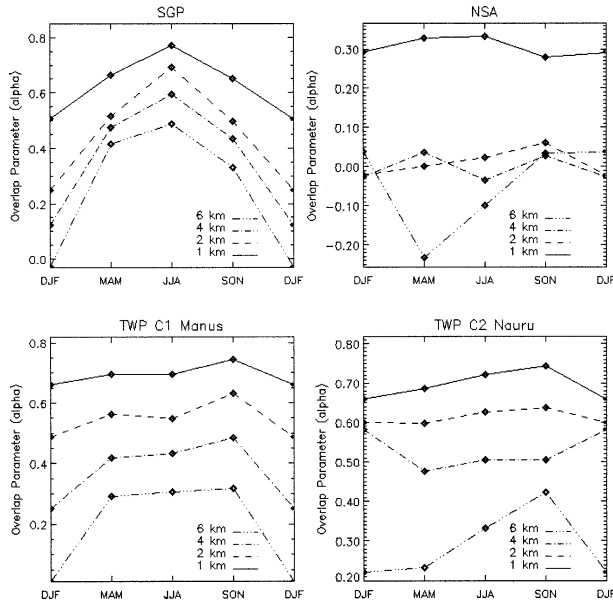 SGP
Overlap Parameter (alpha)
0.8
0.6
0.4
0.2
0.0
6 km
4 km
2 km
1 km
DJF MAM JJA SON DJF
NSA
Overlap Parameter (alpha)
0.30
0.20
0.10
0.00
-0.10
-0.20
6 km
4 km
2 km
1 km
DJF MAM JJA SON DJF
TWP C1 Manus
Overlap Parameter (alpha)
0.8
0.6
0.4
0.2
6 km
4 km
2 km
1 km
DJF MAM JJA SON DJF
TWP C2 Nauru
Overlap Parameter (alpha)
0.80
0.70
0.60
0.50
0.40
0.30
0.20
6 km
4 km
2 km
1 km
DJF MAM JJA SON DJF